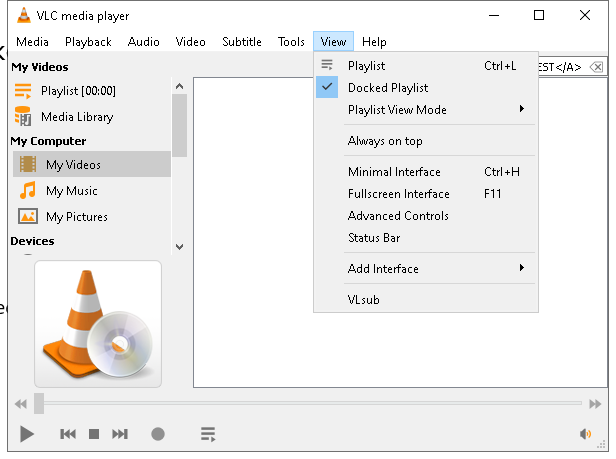 VLC media player
Media Playback Audio Video Subtitle Tools View Help
My Videos
Playlist [00:00]
Media Library
My Computer
My Videos
My Music
My Pictures
Devices
EST</A>
Playlist Ctrl+L
Docked Playlist
Playlist View Mode
Always on top
Minimal Interface Ctrl+H
Fullscreen Interface F11
Advanced Controls
Status Bar
Add Interface
VLsub